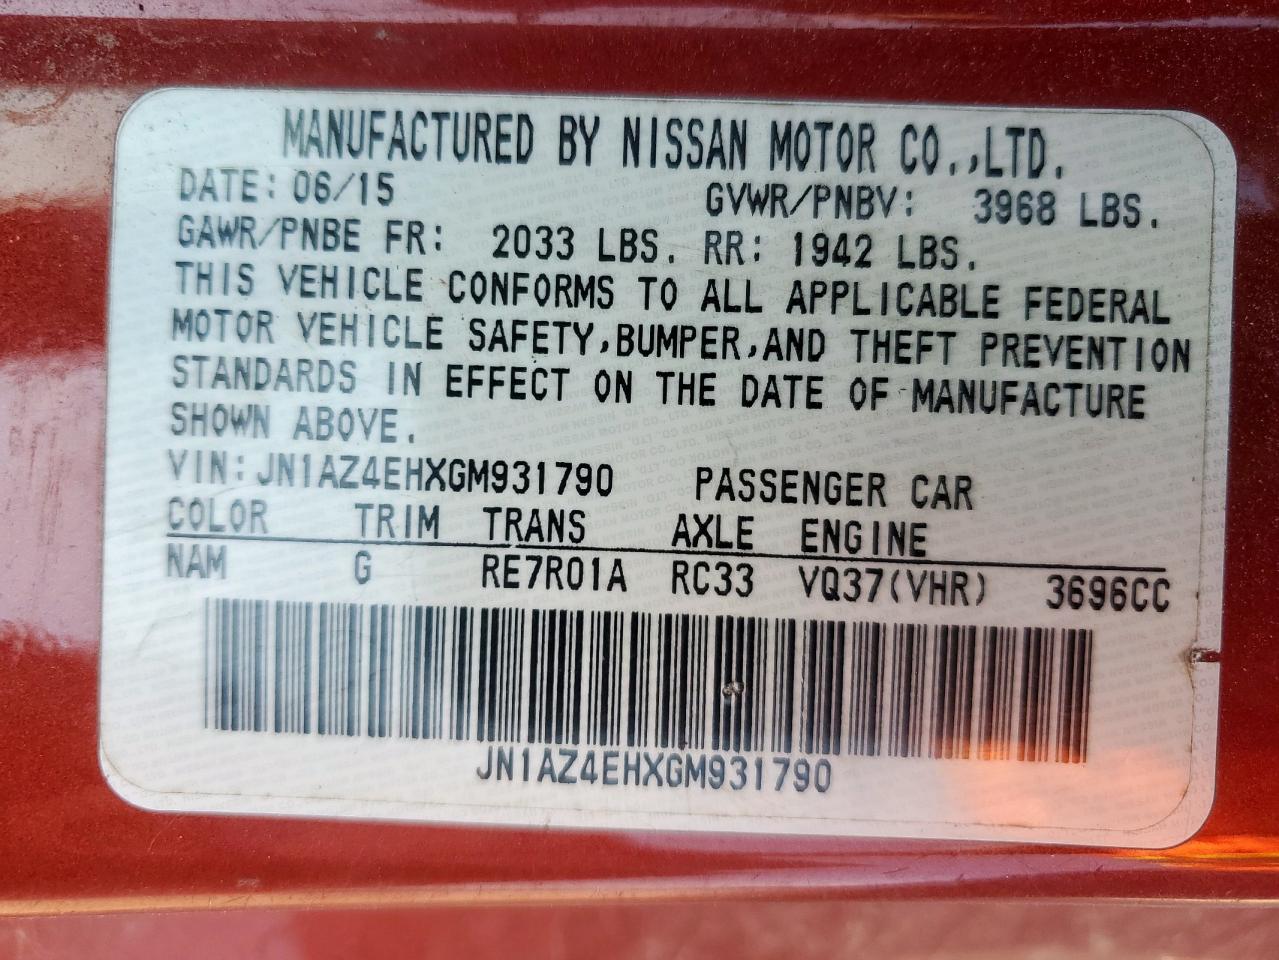 MANUFACTURED BY NISSAN MOTOR CO.,LTD.
DATE: 06/15 GVWR/PNBV: 3968 LBS.
GAWR/PNBE FR: 2033 LBS. RR: 1942 LBS.
THIS VEHICLE CONFORMS TO ALL APPLICABLE FEDERAL
MOTOR VEHICLE SAFETY,BUMPER,AND THEFT PREVENTION
STANDARDS IN EFFECT ON THE DATE OF MANUFACTURE
SHOWN ABOVE.
VIN: JN1AZ4EHXGM931790 PASSENGER CAR
COLOR TRIM TRANS AXLE ENGINE
NAM G RE7R01A RC33 VQ37(VHR) 3696CC
JN1AZ4EHXGM931790